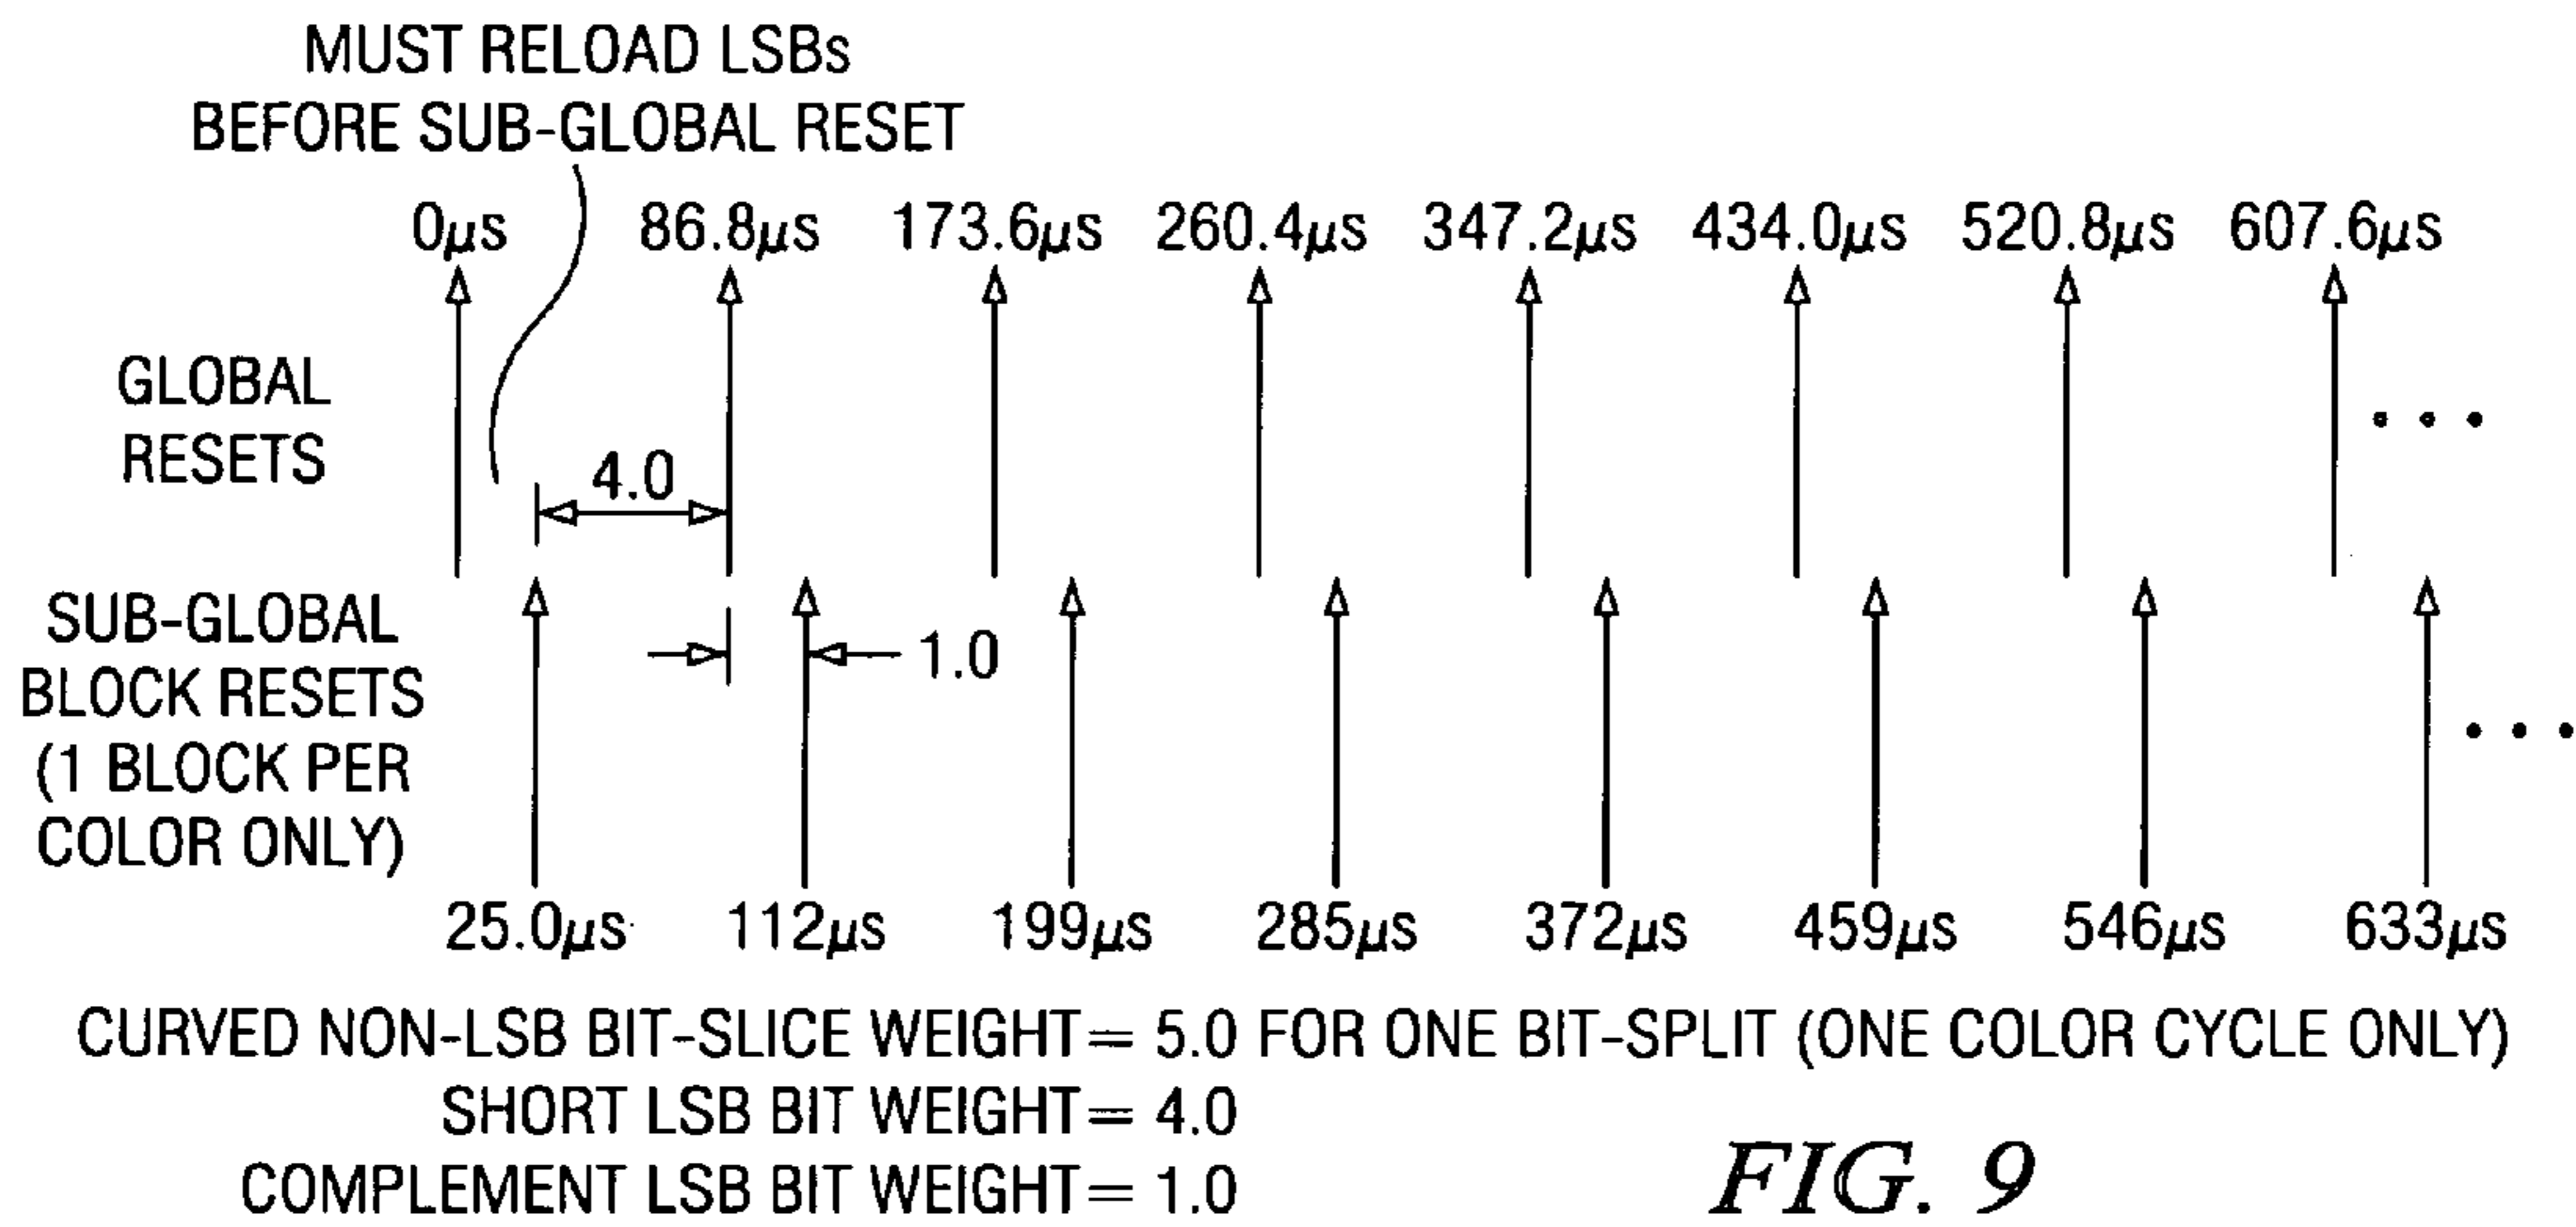 MUST RELOAD LSBs
BEFORE SUB-GLOBAL RESET
0μs 86.8μs 173.6μs 260.4μs 347.2μs 434.0μs 520.8μs 607.6μs
GLOBAL
RESETS
4.0
SUB-GLOBAL
BLOCK RESETS
(1 BLOCK PER
COLOR ONLY)
1.0
25.0μs 112μs 199μs 285μs 372μs 459μs 546μs 633μs
CURVED NON-LSB BIT-SLICE WEIGHT= 5.0 FOR ONE BIT-SPLIT (ONE COLOR CYCLE ONLY)
SHORT LSB BIT WEIGHT= 4.0
COMPLEMENT LSB BIT WEIGHT= 1.0
FIG. 9